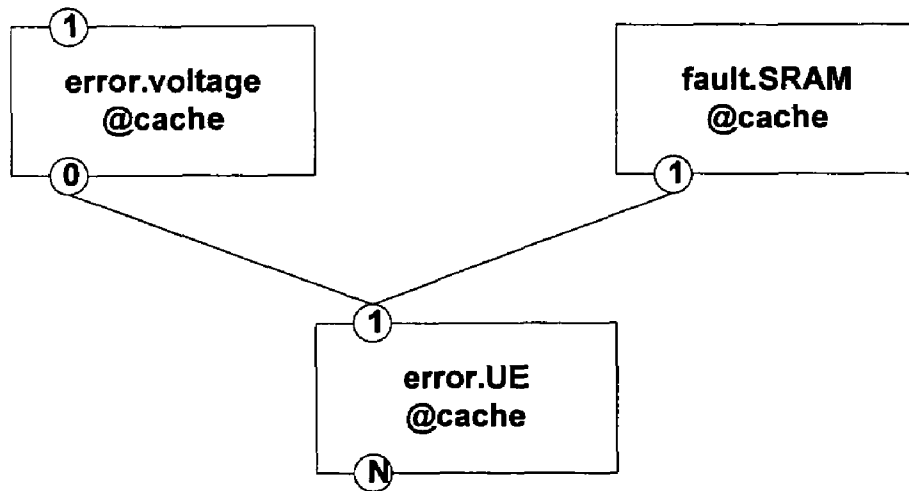 1
error.voltage
@cache
0
fault.SRAM
@cache
1
1
error.UE
@cache
N